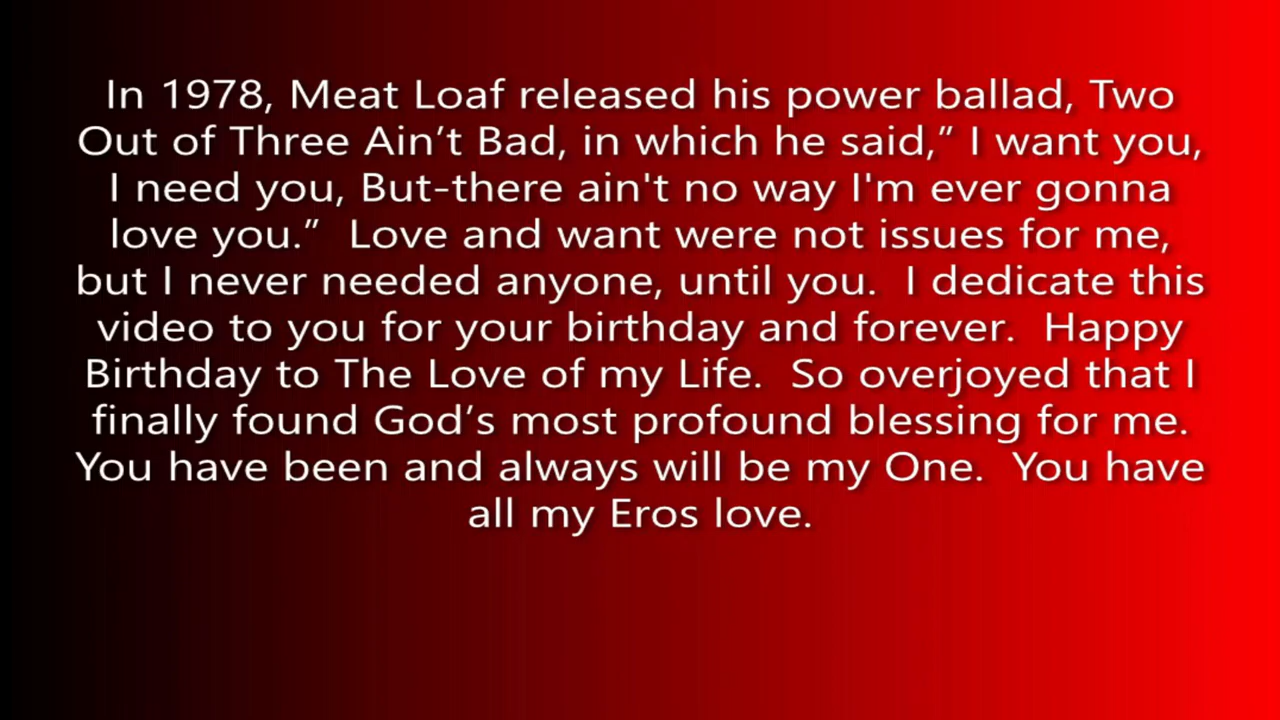 In 1978, Meat Loaf released his power ballad, Two
Out of Three Ain’t Bad, in which he said,” I want you,
I need you, But-there ain't no way I'm ever gonna
love you.”  Love and want were not issues for me,
but I never needed anyone, until you.  I dedicate this
video to you for your birthday and forever.  Happy
Birthday to The Love of my Life.  So overjoyed that I
finally found God’s most profound blessing for me.
You have been and always will be my One.  You have
all my Eros love.